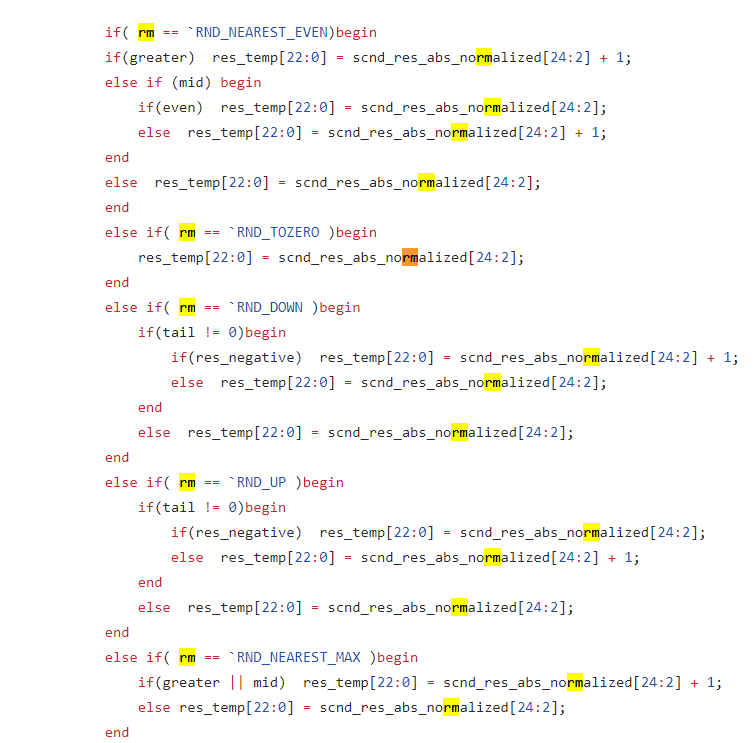 if( rm == `RND_NEAREST_EVEN)begin
if(greater)  res_temp[22:0] = scnd_res_abs_normalized[24:2] + 1;
else if (mid) begin
    if(even)  res_temp[22:0] = scnd_res_abs_normalized[24:2];
    else  res_temp[22:0] = scnd_res_abs_normalized[24:2] + 1;
end
else  res_temp[22:0] = scnd_res_abs_normalized[24:2];
end
else if( rm == `RND_TOZERO )begin
    res_temp[22:0] = scnd_res_abs_normalized[24:2];
end
else if( rm == `RND_DOWN )begin
    if(tail != 0)begin
        if(res_negative)  res_temp[22:0] = scnd_res_abs_normalized[24:2] + 1;
        else  res_temp[22:0] = scnd_res_abs_normalized[24:2];
    end
    else  res_temp[22:0] = scnd_res_abs_normalized[24:2];
end
else if( rm == `RND_UP )begin
    if(tail != 0)begin
        if(res_negative)  res_temp[22:0] = scnd_res_abs_normalized[24:2];
        else  res_temp[22:0] = scnd_res_abs_normalized[24:2] + 1;
    end
    else  res_temp[22:0] = scnd_res_abs_normalized[24:2];
end
else if( rm == `RND_NEAREST_MAX )begin
    if(greater || mid)  res_temp[22:0] = scnd_res_abs_normalized[24:2] + 1;
    else res_temp[22:0] = scnd_res_abs_normalized[24:2];
end